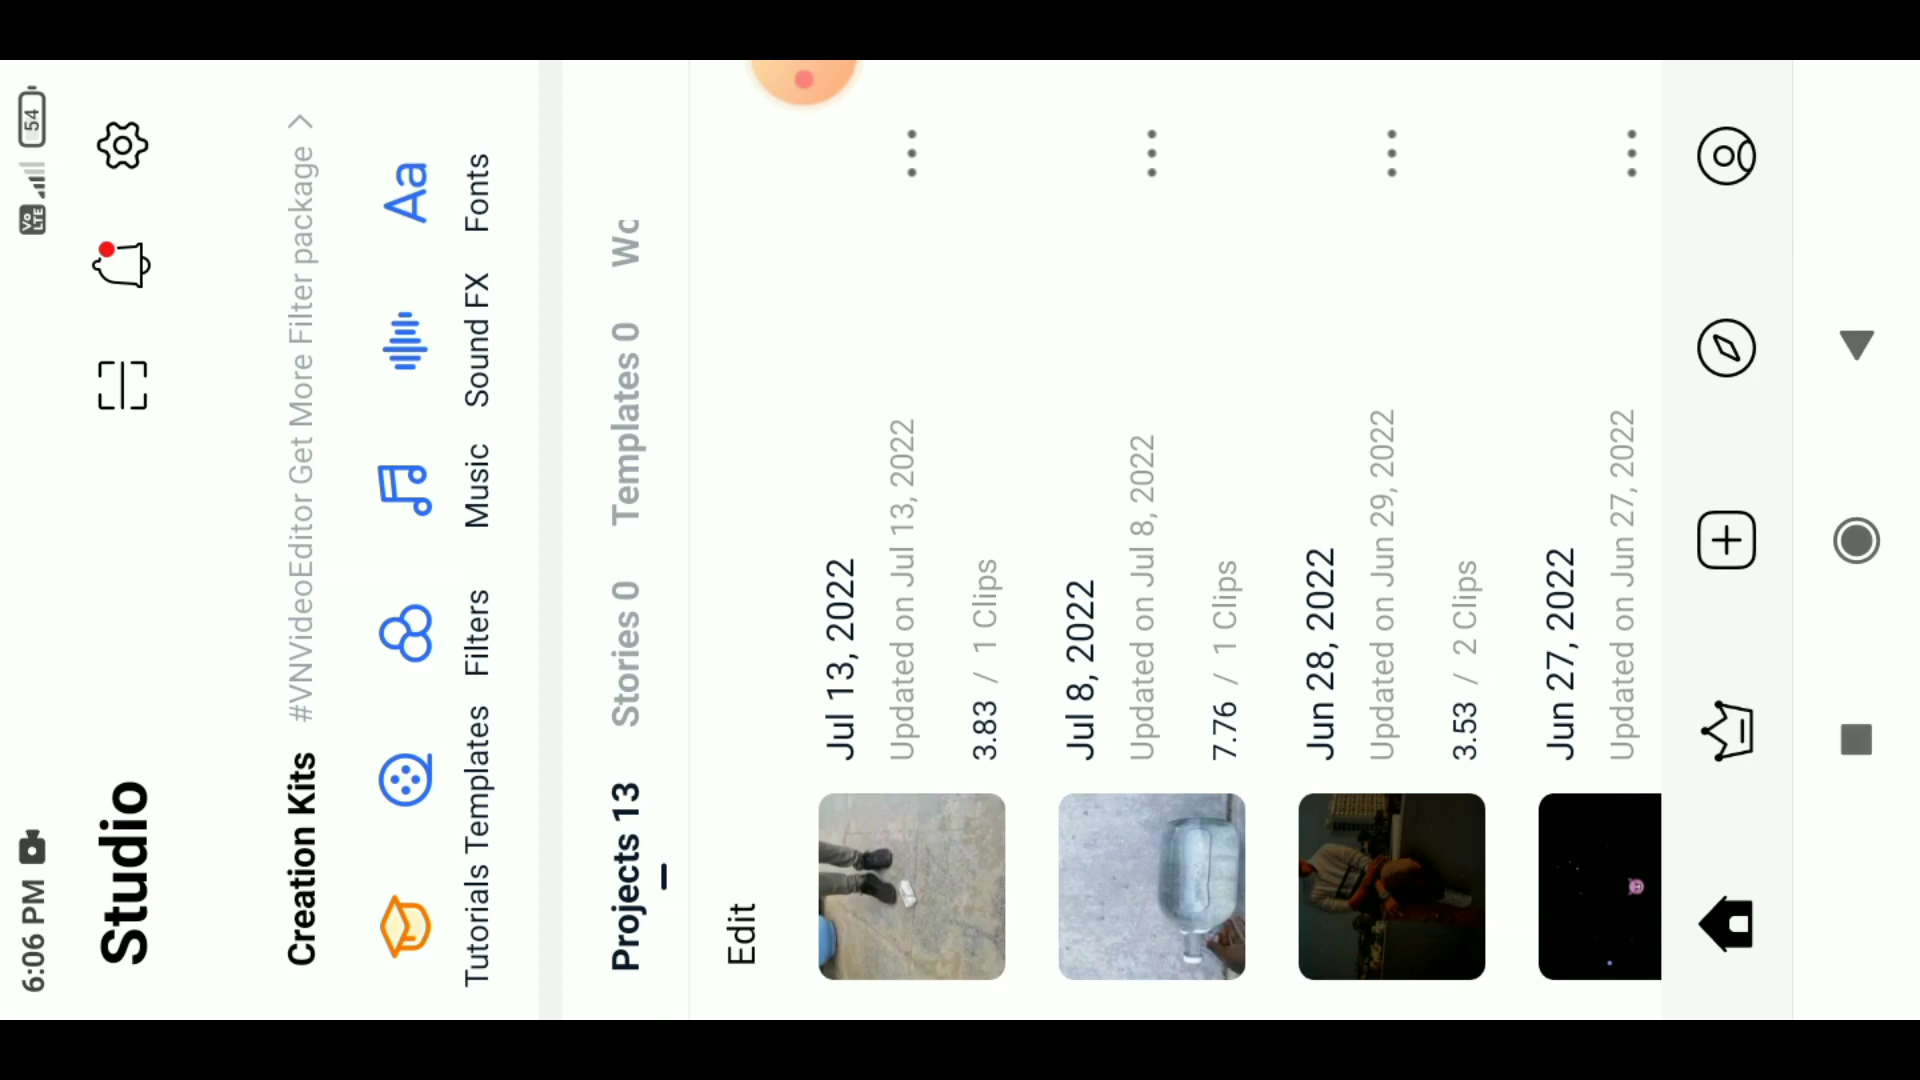 6:06 PM
Vo LTE
54
Studio
Creation Kits #VNVideoEditor Get More Filter package >
Aa
Tutorials Templates Filters Music Sound FX Fonts
Projects 13 Stories 0 Templates 0 Wo
Edit
Jul 13, 2022
Updated on Jul 13, 2022
3.83 / 1 Clips
Jul 8, 2022
Updated on Jul 8, 2022
7.76 / 1 Clips
Jun 28, 2022
Updated on Jun 29, 2022
3.53 / 2 Clips
Jun 27, 2022
Updated on Jun 27, 2022